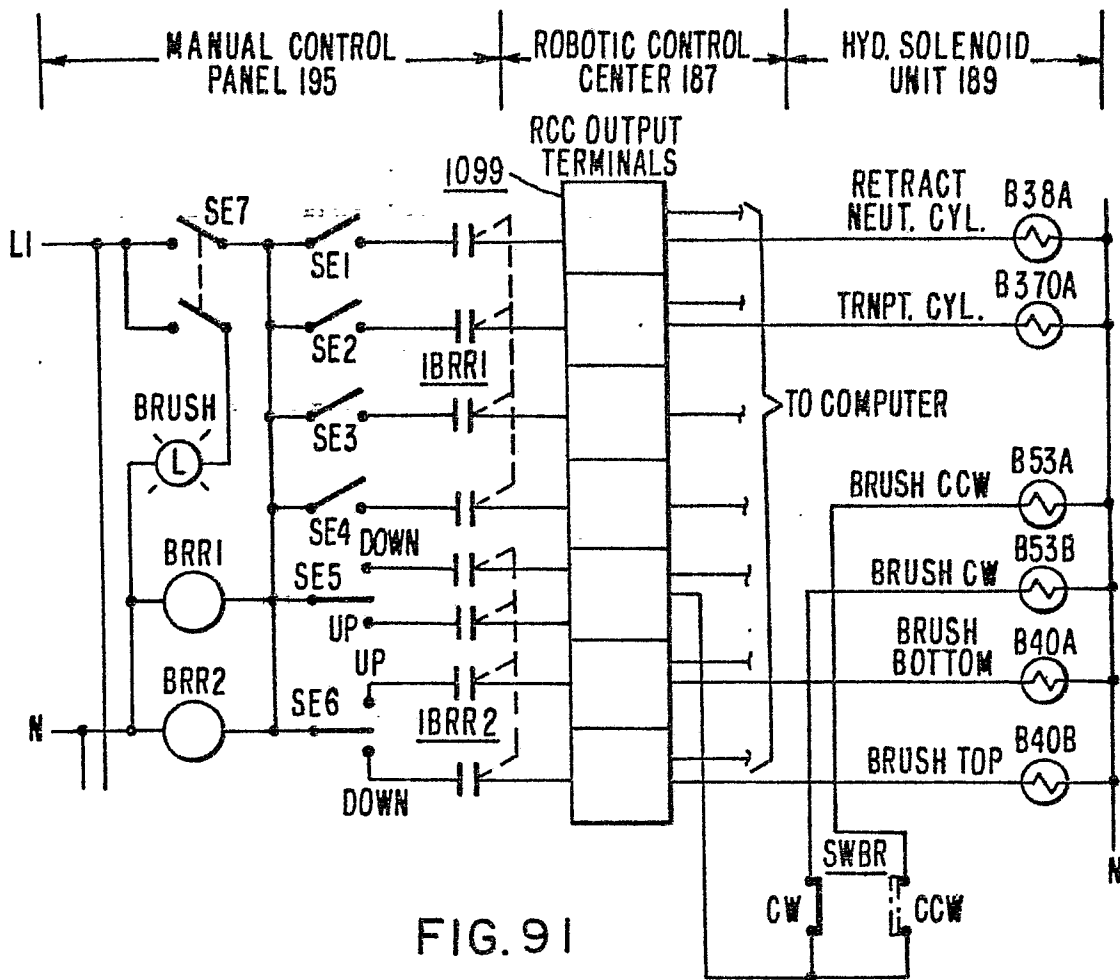 MANUAL CONTROL
PANEL 195
ROBOTIC CONTROL
CENTER 187
HYD. SOLENOID
UNIT 189
RCC OUTPUT
TERMINALS
1099
RETRACT
NEUT. CYL.
B38A
SE7
L1
SE1
B370A
TRNPT. CYL.
SE2
1BRR1
TO COMPUTER
BRUSH
SE3
L
B53A
BRUSH CCW
SE4
DOWN
B53B
BRR1
SE5
BRUSH CW
UP
BRUSH
BOTTOM
B40A
UP
BRR2
SE6
N
1BRR2
B40B
BRUSH TOP
DOWN
SWBR
N
CW
CCW
FIG. 91